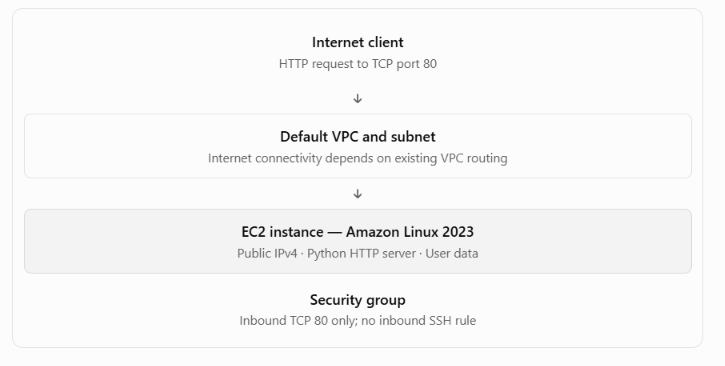 Internet client
HTTP request to TCP port 80
↓
Default VPC and subnet
Internet connectivity depends on existing VPC routing
↓
EC2 instance — Amazon Linux 2023
Public IPv4 · Python HTTP server · User data
Security group
Inbound TCP 80 only; no inbound SSH rule